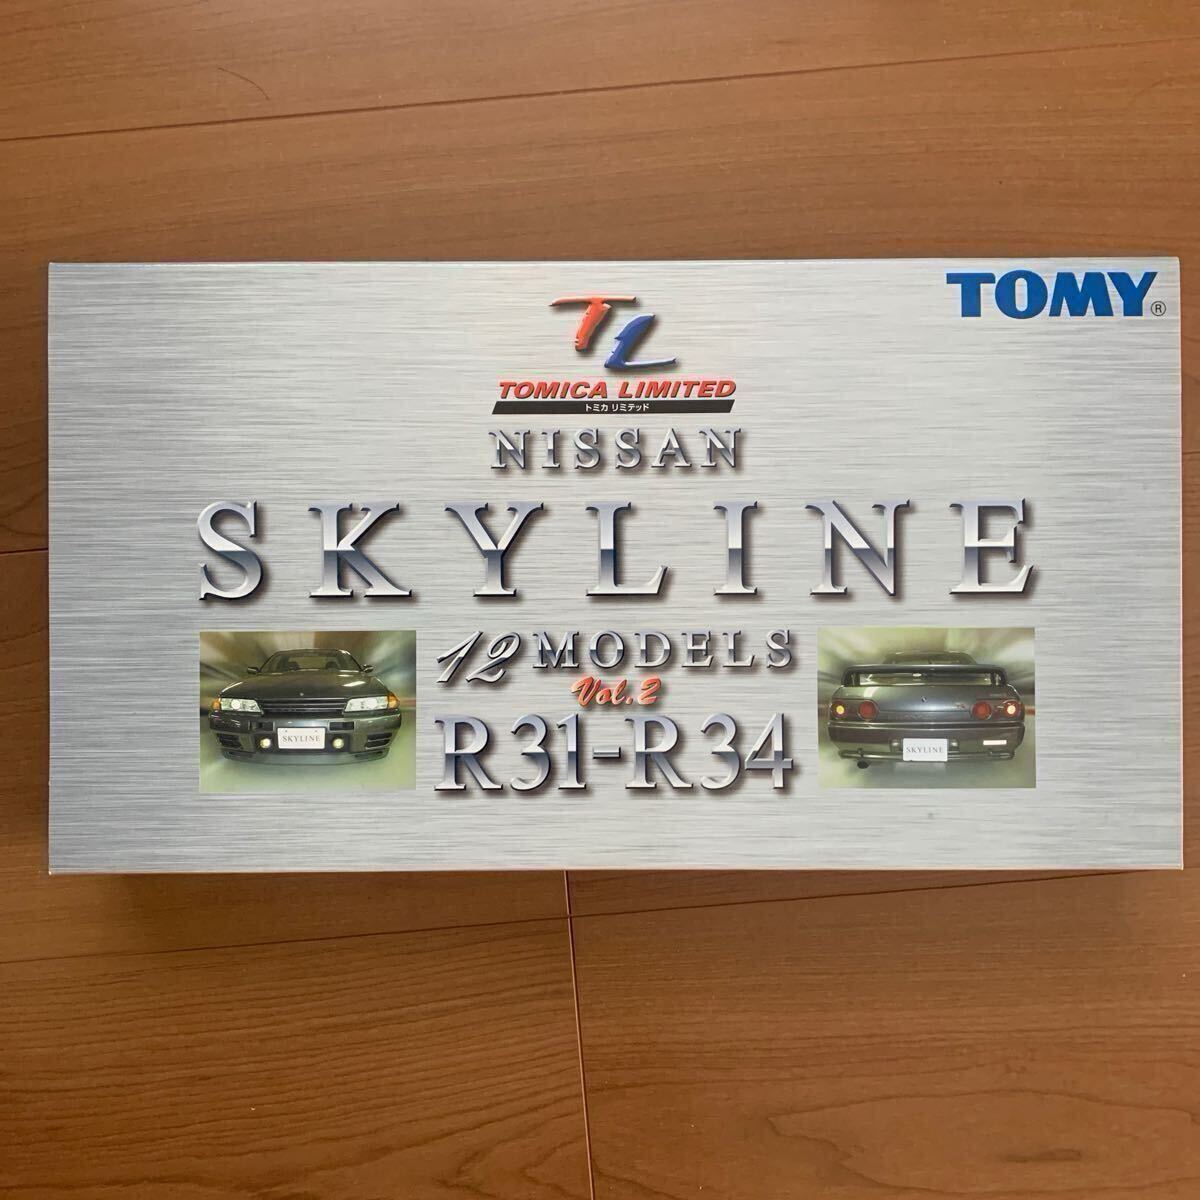 TOMY®
TL
TOMICA LIMITED
トミカ リミテッド
NISSAN
SKYLINE
12 MODELS
Vol.2
R31-R34
SKYLINE
SKYLINE